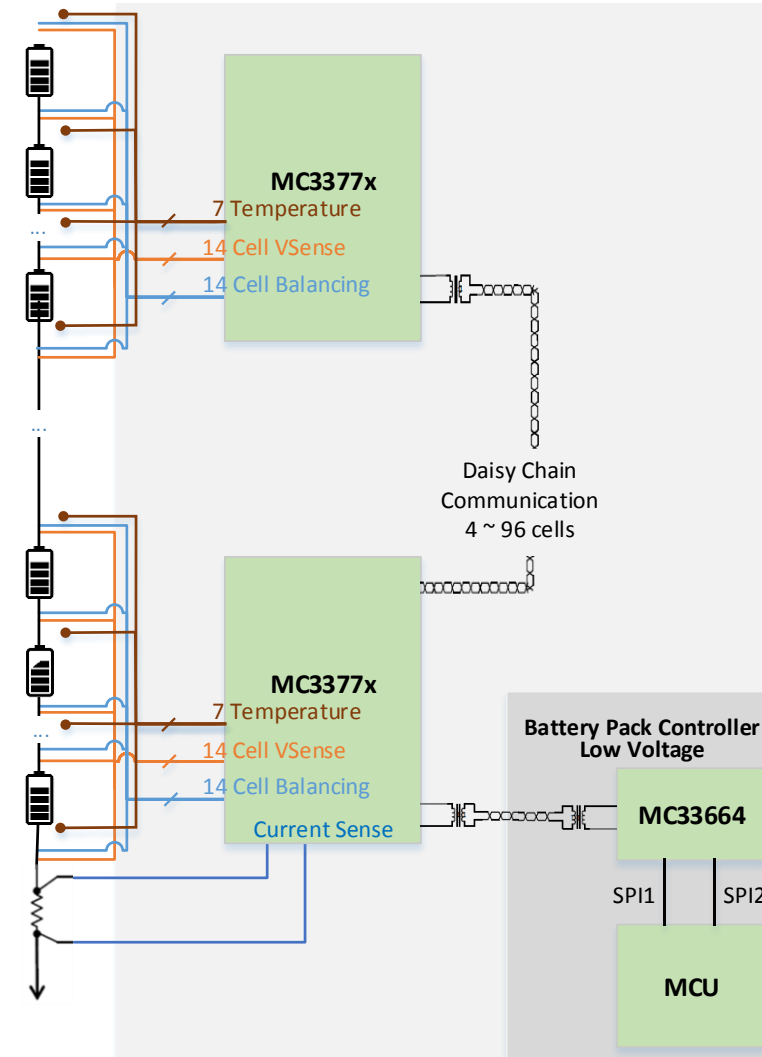 MC3377x
7 Temperature
...
14 Cell VSense
14 Cell Balancing
...
Daisy Chain
Communication
4 ~ 96 cells
MC3377x
7 Temperature
...
14 Cell VSense
14 Cell Balancing
Current Sense
Battery Pack Controller
Low Voltage
MC33664
SPI1
SPI2
MCU